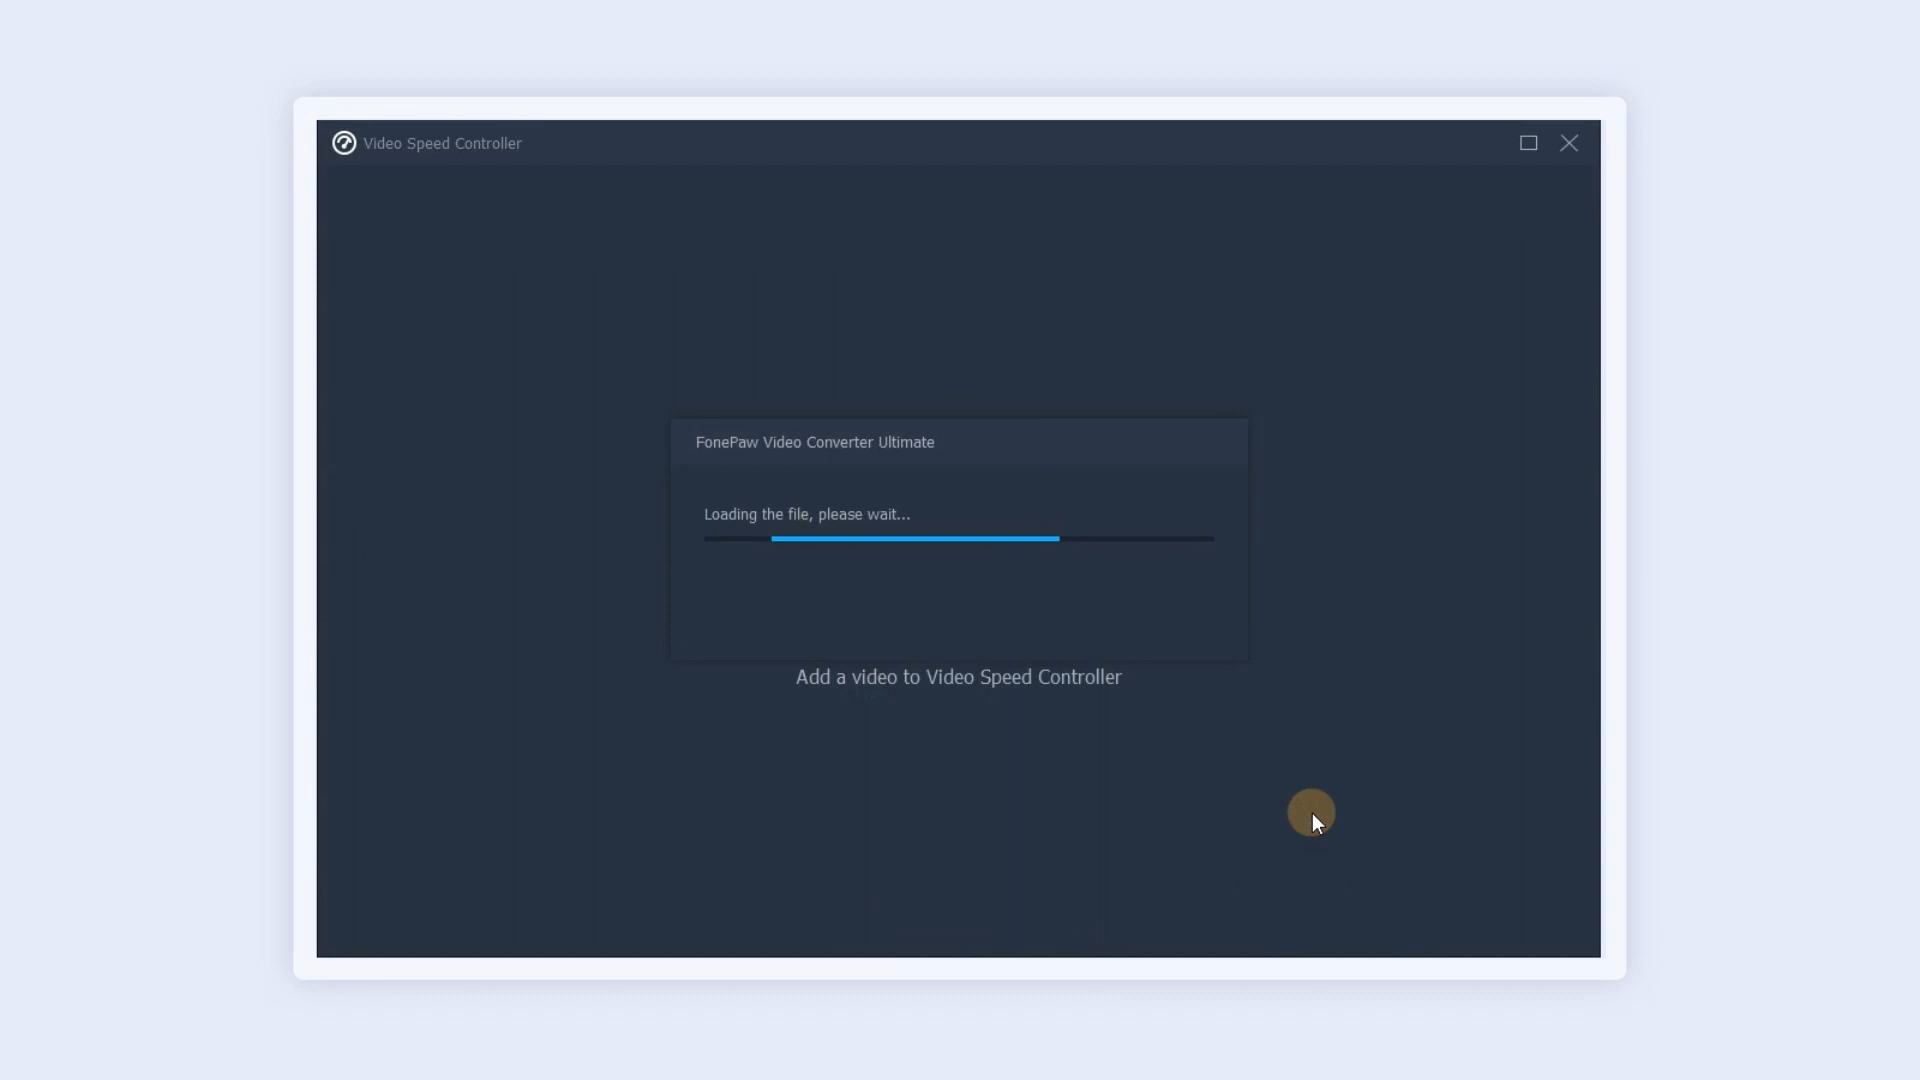 Video Speed Controller
FonePaw Video Converter Ultimate
Loading the file, please wait...
Add a video to Video Speed Controller